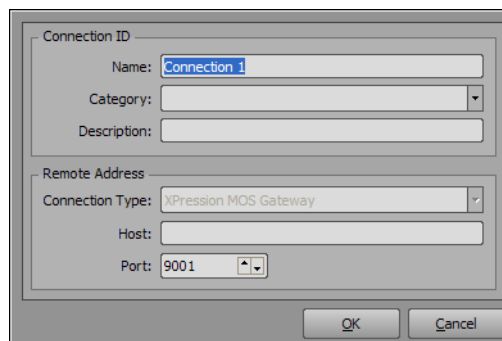 Connection ID
Name: Connection 1
Category:
Description:
Remote Address
Connection Type: XPression MOS Gateway
Host:
Port: 9001
OK Cancel